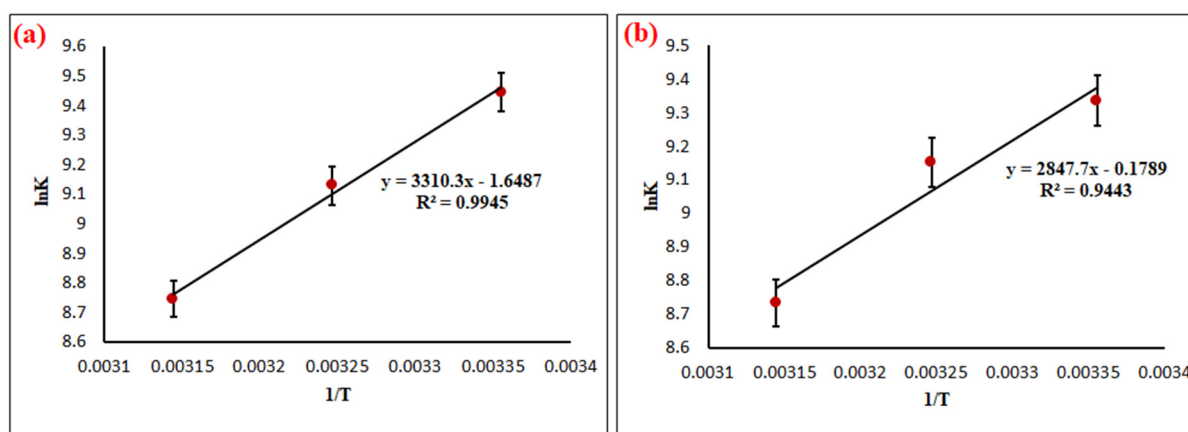 (a)
9.6
9.5
9.4
9.3
9.2
9.1
9
8.9
8.8
8.7
8.6
lnK
y = 3310.3x - 1.6487
R² = 0.9945
0.0031 0.00315 0.0032 0.00325 0.0033 0.00335 0.0034
1/T
(b)
9.5
9.4
9.3
9.2
9.1
9
8.9
8.8
8.7
8.6
lnK
y = 2847.7x - 0.1789
R² = 0.9443
0.0031 0.00315 0.0032 0.00325 0.0033 0.00335 0.0034
1/T